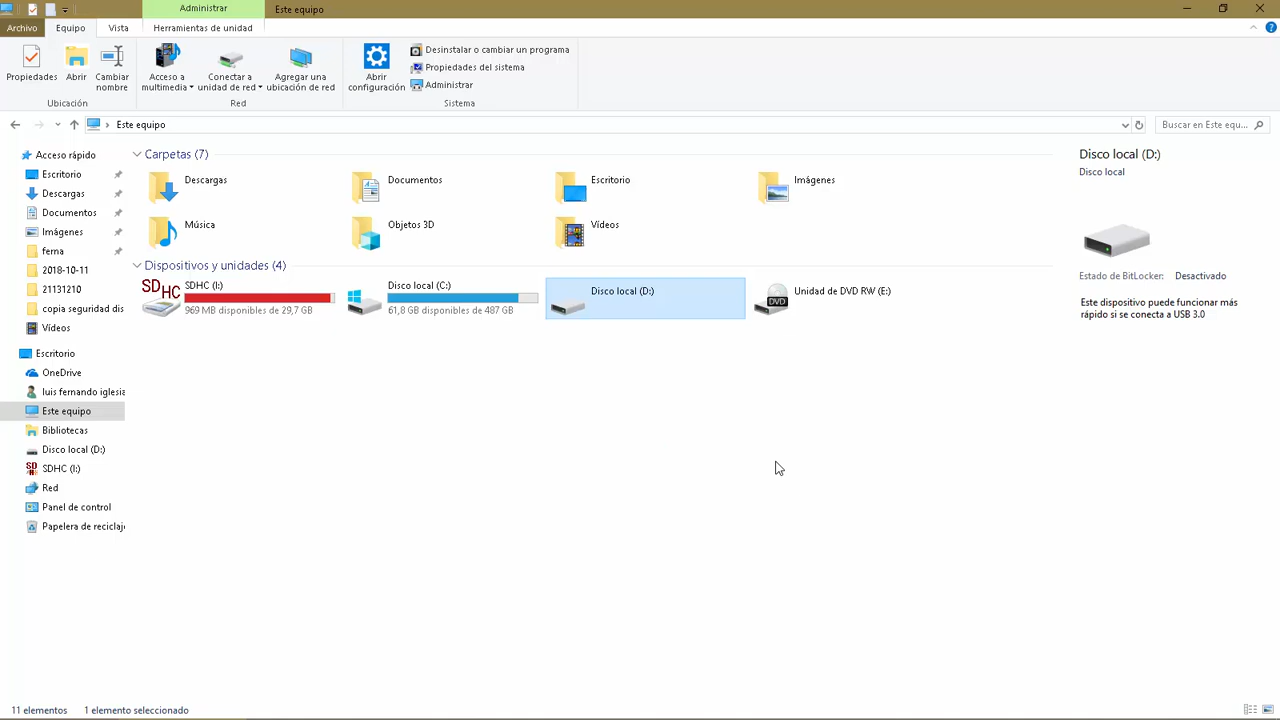 Administrar
Este equipo
Archivo
Equipo
Vista
Herramientas de unidad
Propiedades
Abrir
Cambiar
nombre
Acceso a
multimedia
Conectar a
unidad de red
Agregar una
ubicación de red
Abrir
configuración
Desinstalar o cambiar un programa
Propiedades del sistema
Administrar
Ubicación
Red
Sistema
Este equipo
Buscar en Este equ...
Acceso rápido
Escritorio
Descargas
Documentos
Imágenes
ferna
2018-10-11
21131210
copia seguridad dis
Vídeos
Escritorio
OneDrive
luis fernando iglesia
Este equipo
Bibliotecas
Disco local (D:)
SDHC (I:)
Red
Panel de control
Papelera de reciclaje
Carpetas (7)
Descargas
Documentos
Escritorio
Imágenes
Música
Objetos 3D
Vídeos
Dispositivos y unidades (4)
SDHC
SDHC (I:)
969 MB disponibles de 29,7 GB
Disco local (C:)
61,8 GB disponibles de 487 GB
Disco local (D:)
DVD
Unidad de DVD RW (E:)
Disco local (D:)
Disco local
Estado de BitLocker: Desactivado
Este dispositivo puede funcionar más
rápido si se conecta a USB 3.0
11 elementos
1 elemento seleccionado